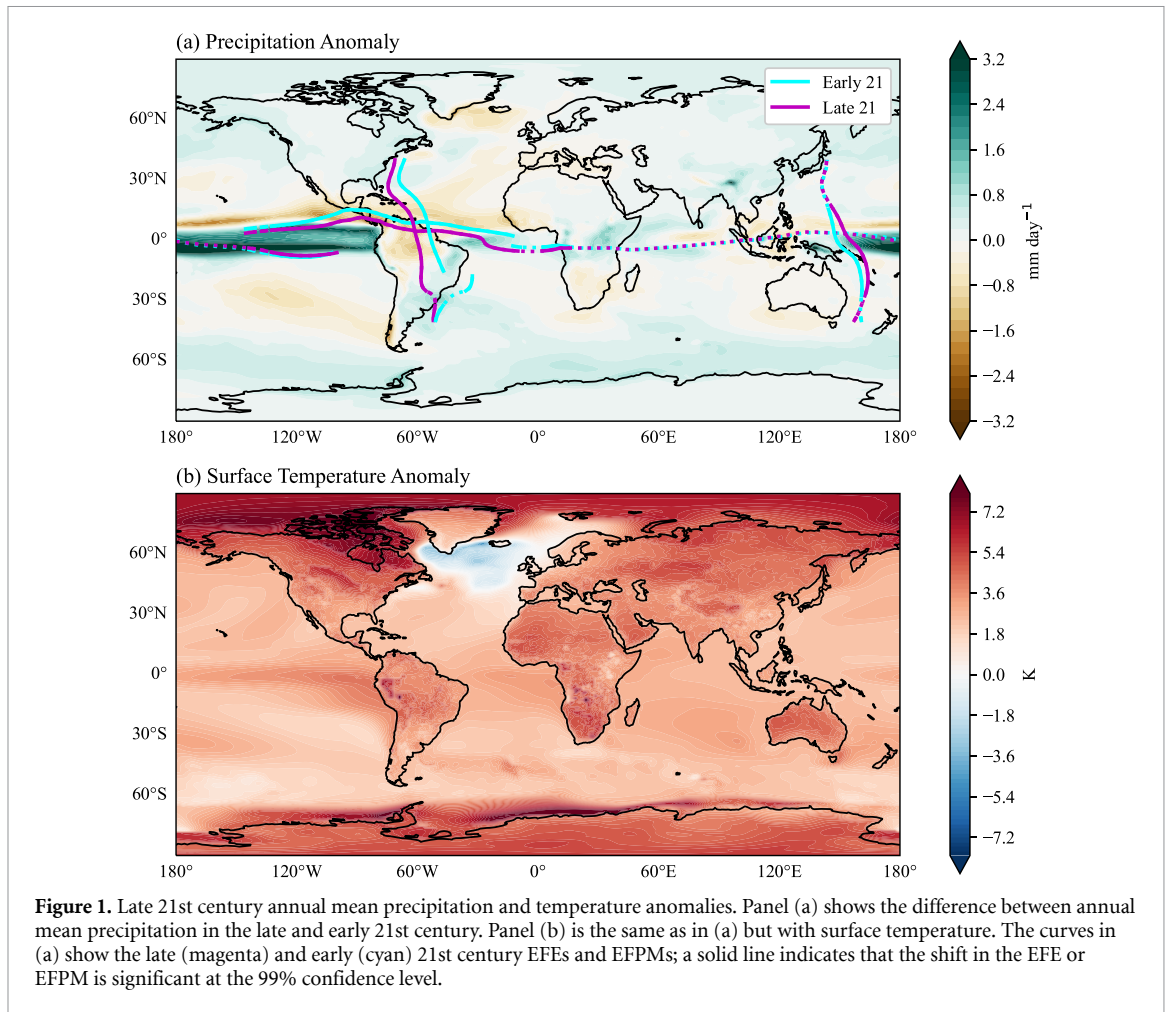 (a) Precipitation Anomaly
Early 21
Late 21
60°N
30°N
0°
30°S
60°S
180°
120°W
60°W
0°
60°E
120°E
180°
3.2
2.4
1.6
0.8
0.0
−0.8
−1.6
−2.4
−3.2
mm day−1
(b) Surface Temperature Anomaly
60°N
30°N
0°
30°S
60°S
180°
120°W
60°W
0°
60°E
120°E
180°
7.2
5.4
3.6
1.8
0.0
−1.8
−3.6
−5.4
−7.2
K
Figure 1. Late 21st century annual mean precipitation and temperature anomalies. Panel (a) shows the difference between annual
mean precipitation in the late and early 21st century. Panel (b) is the same as in (a) but with surface temperature. The curves in
(a) show the late (magenta) and early (cyan) 21st century EFEs and EFPMs; a solid line indicates that the shift in the EFE or
EFPM is significant at the 99% confidence level.